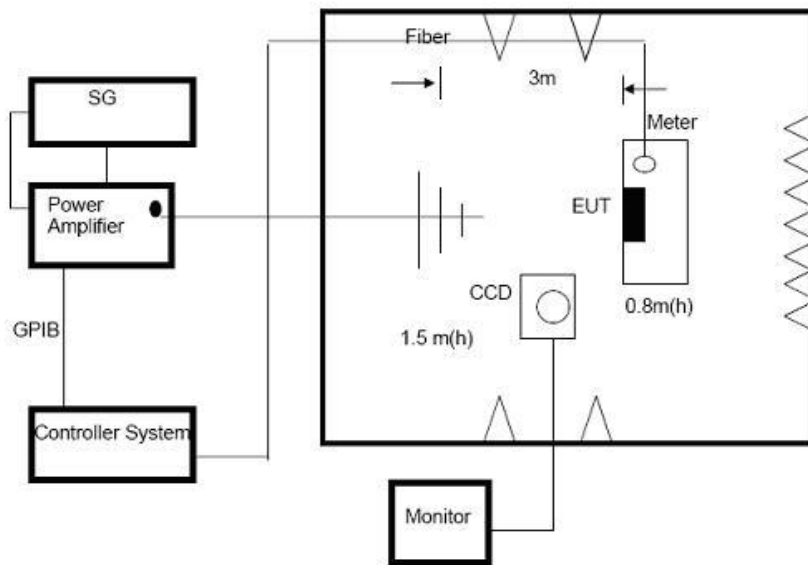 Fiber
SG
3m
Meter
Power
Amplifier
EUT
CCD
0.8m(h)
GPIB
1.5 m(h)
Controller System
Monitor